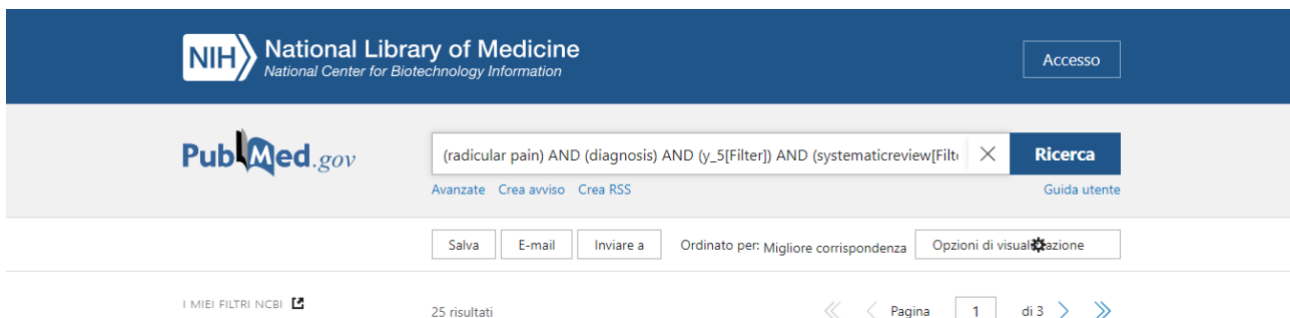 NIH National Library of Medicine
National Center for Biotechnology Information
Accesso
PubMed.gov
(radicular pain) AND (diagnosis) AND (y_5[Filter]) AND (systematicreview[Filt
Ricerca
Avanzate Crea avviso Crea RSS
Guida utente
Salva E-mail Inviare a Ordinato per: Migliore corrispondenza Opzioni di visualizzazione
I MIEI FILTRI NCBI
25 risultati
Pagina 1 di 3